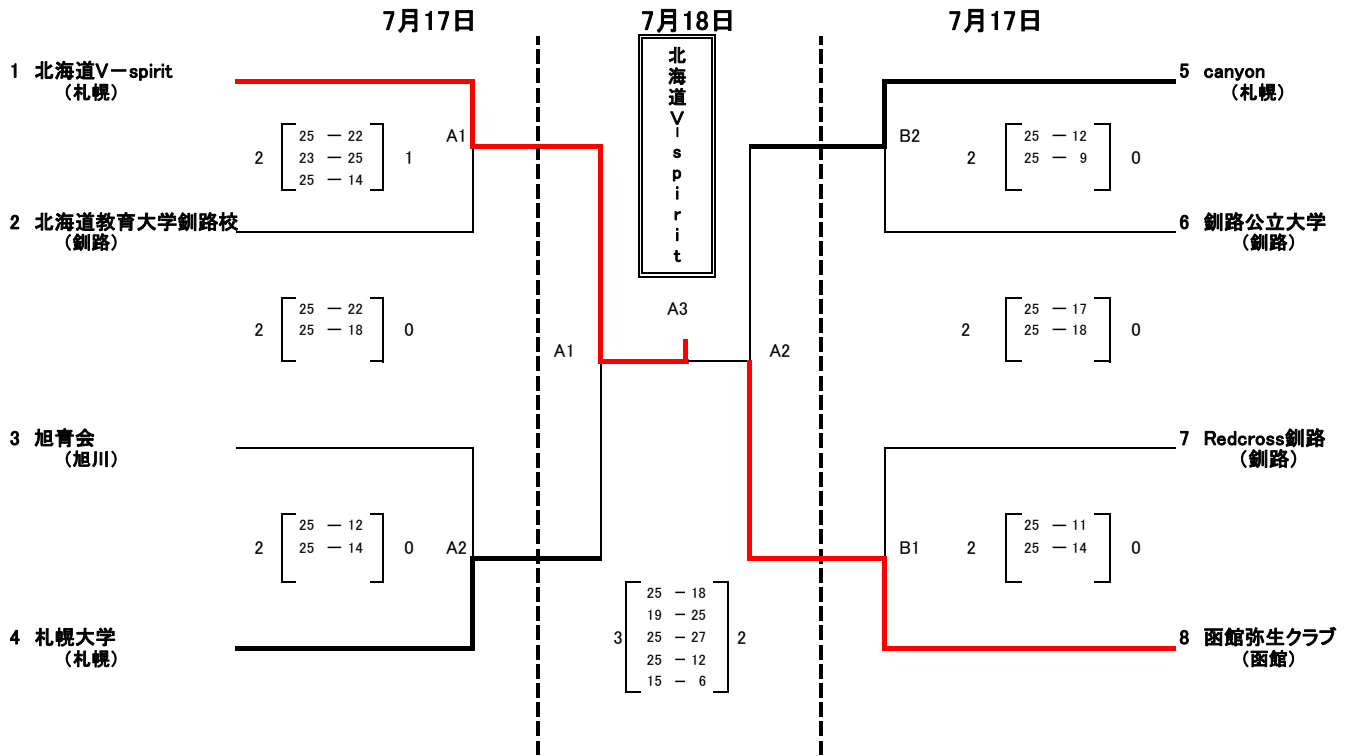 7月17日
7月18日
7月17日
北海道V－spirit
1 北海道V－spirit
（札幌）
5 canyon
（札幌）
A1
B2
2
25 － 22
23 － 25
25 － 14
1
2
25 － 12
25 － 9
0
2 北海道教育大学釧路校
（釧路）
6 釧路公立大学
（釧路）
2
25 － 22
25 － 18
0
A3
2
25 － 17
25 － 18
0
A1
A2
3 旭青会
（旭川）
7 Redcross釧路
（釧路）
2
25 － 12
25 － 14
0
A2
B1
2
25 － 11
25 － 14
0
3
25 － 18
19 － 25
25 － 27
25 － 12
15 － 6
2
4 札幌大学
（札幌）
8 函館弥生クラブ
（函館）